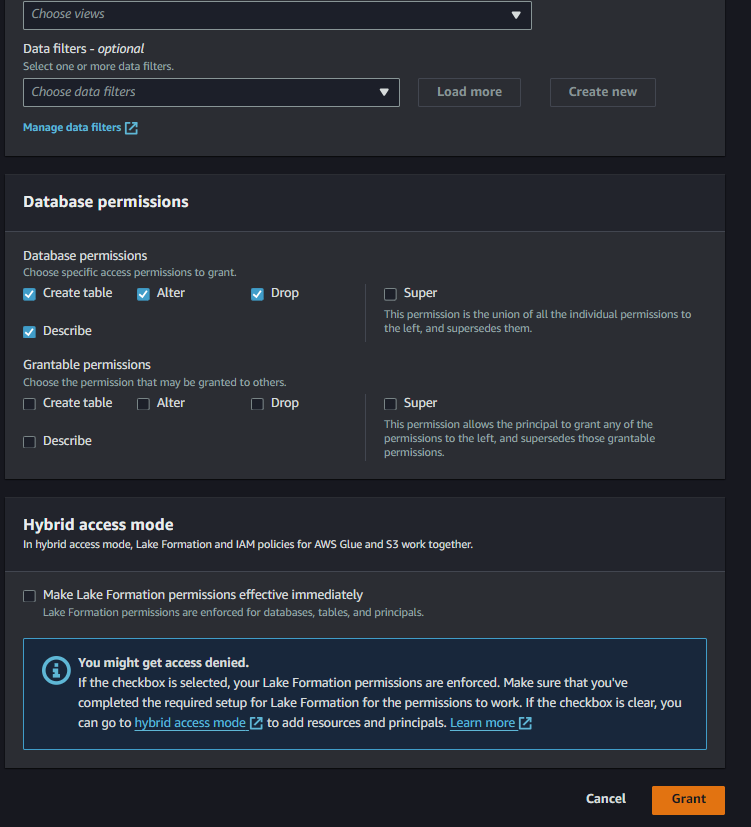 Choose views
Data filters - optional
Select one or more data filters.
Choose data filters
Load more
Create new
Manage data filters
Database permissions
Database permissions
Choose specific access permissions to grant.
Create table
Alter
Drop
Super
This permission is the union of all the individual permissions to
the left, and supersedes them.
Describe
Grantable permissions
Choose the permission that may be granted to others.
Create table
Alter
Drop
Super
This permission allows the principal to grant any of the
permissions to the left, and supersedes those grantable
permissions.
Describe
Hybrid access mode
In hybrid access mode, Lake Formation and IAM policies for AWS Glue and S3 work together.
Make Lake Formation permissions effective immediately
Lake Formation permissions are enforced for databases, tables, and principals.
You might get access denied.
If the checkbox is selected, your Lake Formation permissions are enforced. Make sure that you've
completed the required setup for Lake Formation for the permissions to work. If the checkbox is clear, you
can go to hybrid access mode to add resources and principals. Learn more
Cancel
Grant